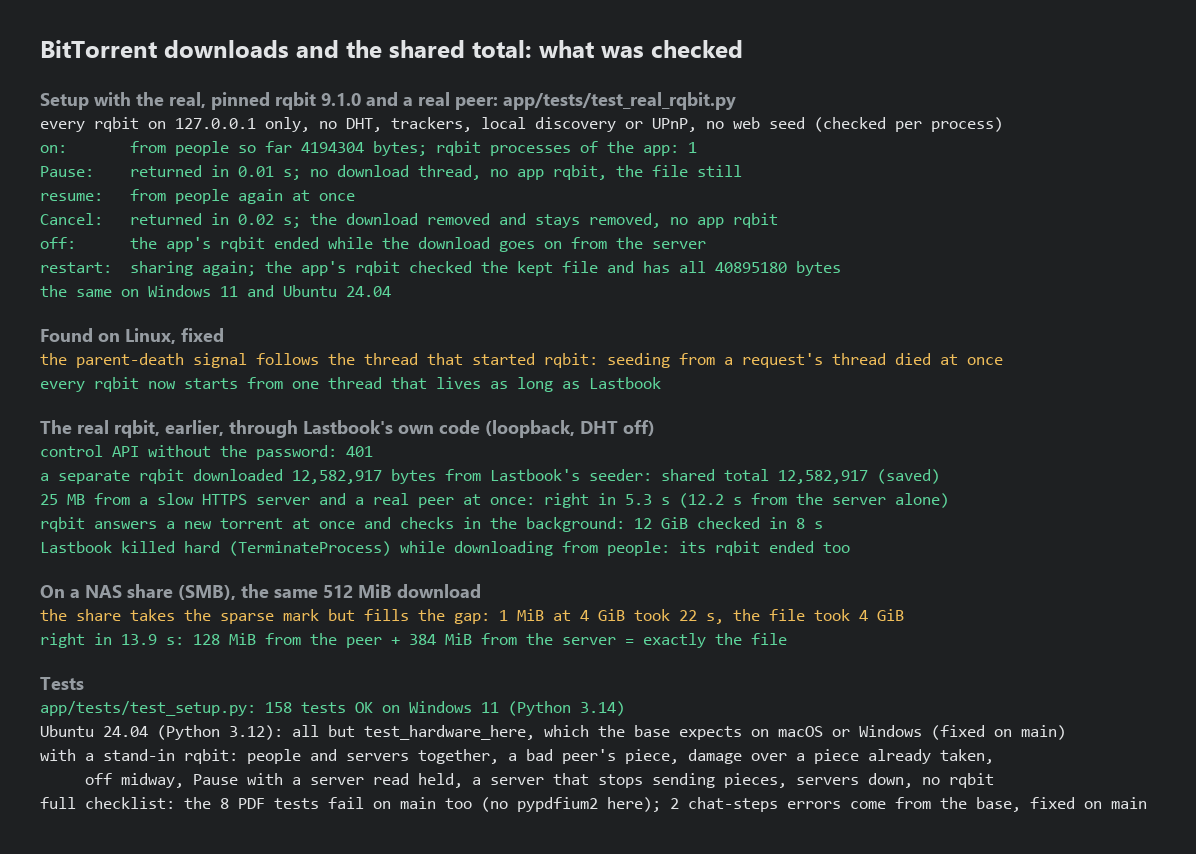 BitTorrent downloads and the shared total: what was checked
Setup with the real, pinned rqbit 9.1.0 and a real peer: app/tests/test_real_rqbit.py
every rqbit on 127.0.0.1 only, no DHT, trackers, local discovery or UPnP, no web seed (checked per process)
on: from people so far 4194304 bytes; rqbit processes of the app: 1
Pause: returned in 0.01 s; no download thread, no app rqbit, the file still
resume: from people again at once
Cancel: returned in 0.02 s; the download removed and stays removed, no app rqbit
off: the app's rqbit ended while the download goes on from the server
restart: sharing again; the app's rqbit checked the kept file and has all 40895180 bytes
the same on Windows 11 and Ubuntu 24.04
Found on Linux, fixed
the parent-death signal follows the thread that started rqbit: seeding from a request's thread died at once
every rqbit now starts from one thread that lives as long as Lastbook
The real rqbit, earlier, through Lastbook's own code (loopback, DHT off)
control API without the password: 401
a separate rqbit downloaded 12,582,917 bytes from Lastbook's seeder: shared total 12,582,917 (saved)
25 MB from a slow HTTPS server and a real peer at once: right in 5.3 s (12.2 s from the server alone)
rqbit answers a new torrent at once and checks in the background: 12 GiB checked in 8 s
Lastbook killed hard (TerminateProcess) while downloading from people: its rqbit ended too
On a NAS share (SMB), the same 512 MiB download
the share takes the sparse mark but fills the gap: 1 MiB at 4 GiB took 22 s, the file took 4 GiB
right in 13.9 s: 128 MiB from the peer + 384 MiB from the server = exactly the file
Tests
app/tests/test_setup.py: 158 tests OK on Windows 11 (Python 3.14)
Ubuntu 24.04 (Python 3.12): all but test_hardware_here, which the base expects on macOS or Windows (fixed on main)
with a stand-in rqbit: people and servers together, a bad peer's piece, damage over a piece already taken,
off midway, Pause with a server read held, a server that stops sending pieces, servers down, no rqbit
full checklist: the 8 PDF tests fail on main too (no pypdfium2 here); 2 chat-steps errors come from the base, fixed on main